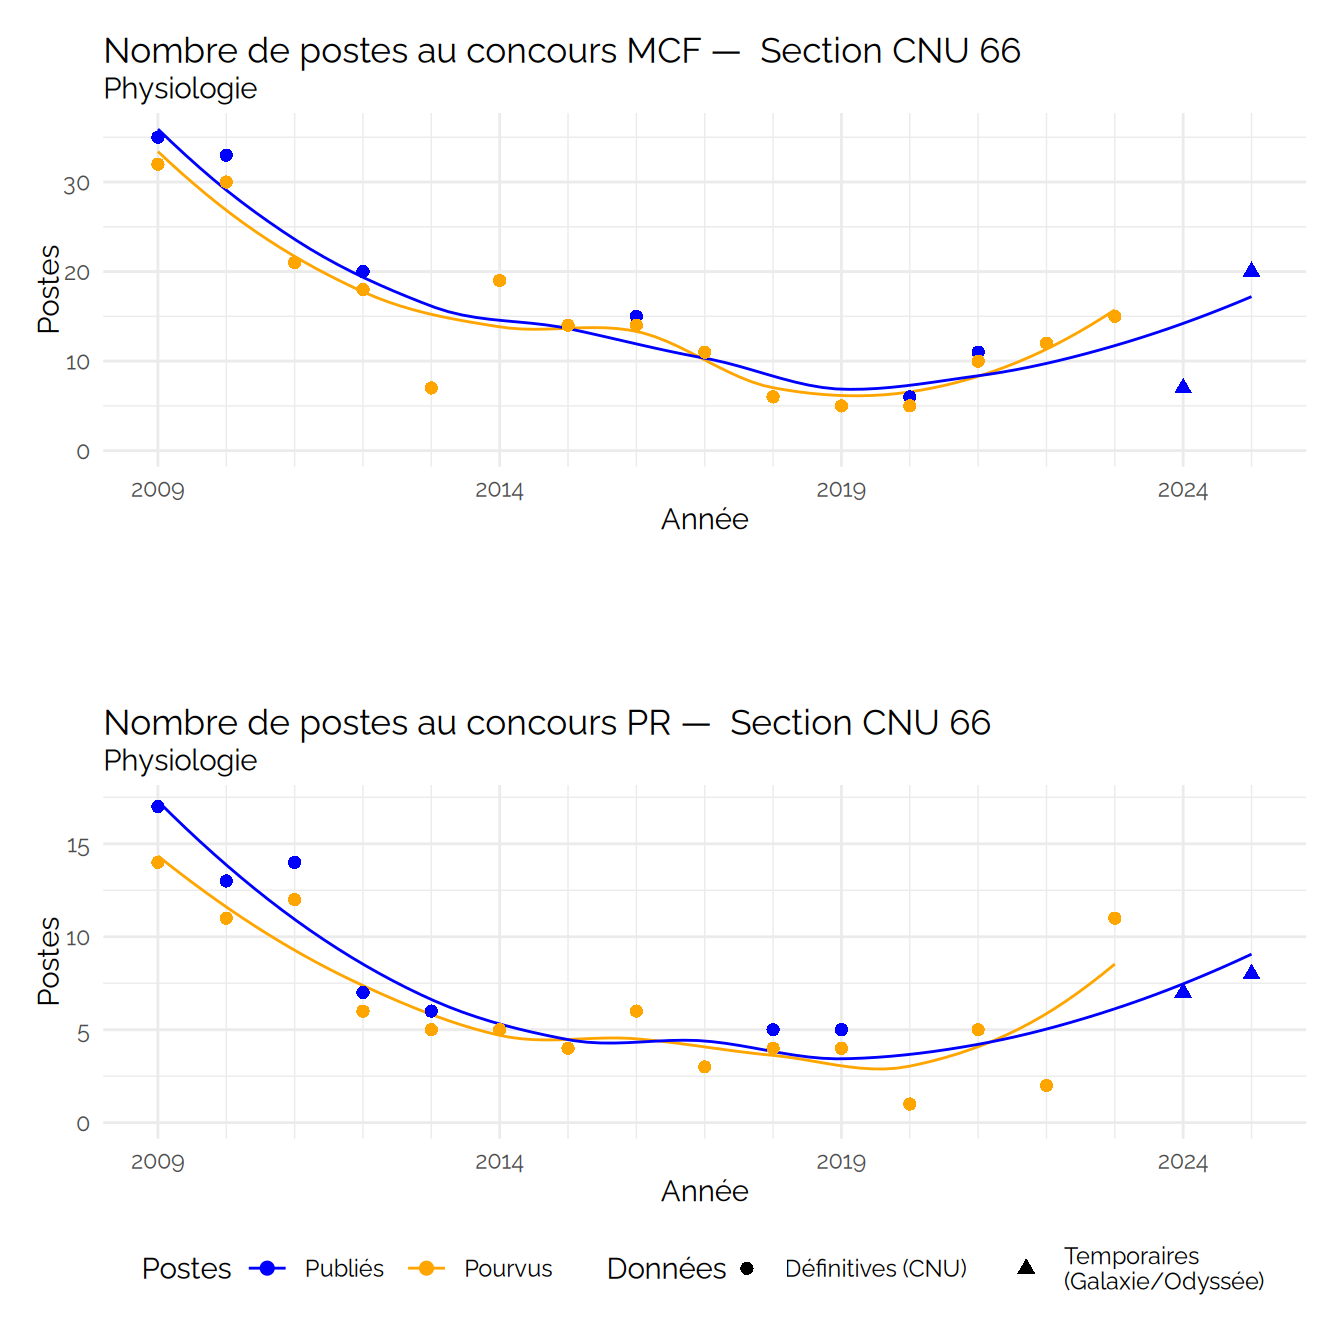 Nombre de postes au concours MCF —  Section CNU 66
Physiologie
30
20
10
0
Postes
2009 2014 2019 2024
Année
Nombre de postes au concours PR —  Section CNU 66
Physiologie
15
10
5
0
Postes
2009 2014 2019 2024
Année
Postes Publiés Pourvus Données Définitives (CNU) Temporaires
(Galaxie/Odyssée)